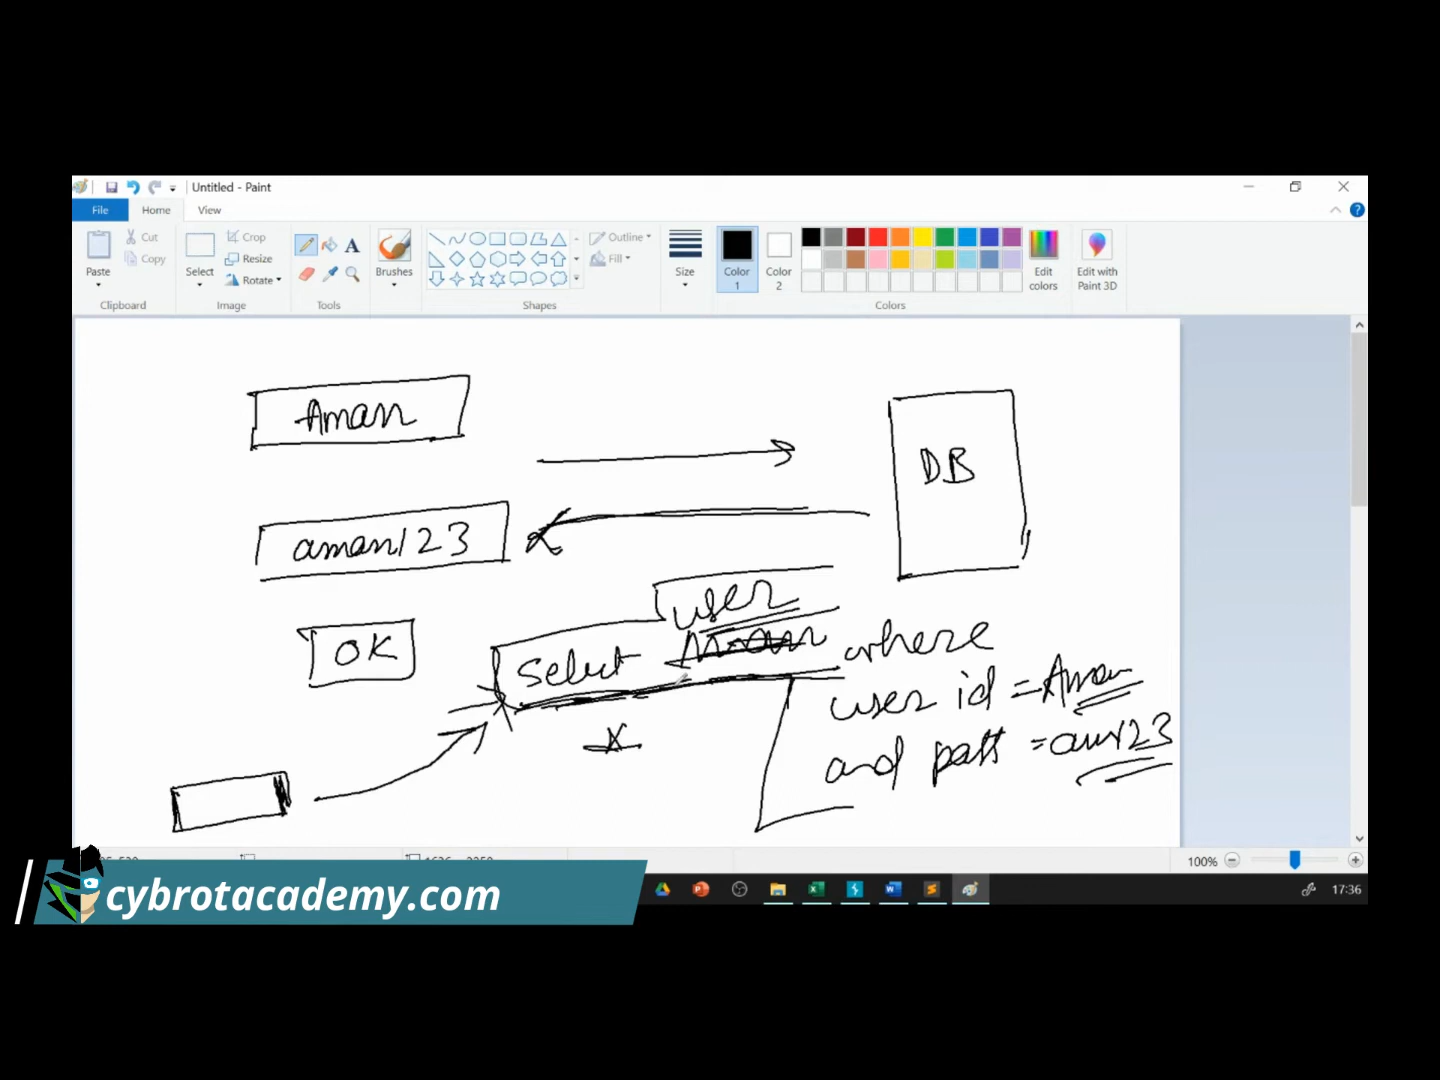 Untitled - Paint
File Home View
Cut
Copy
Paste
Clipboard
Select
Crop
Resize
Rotate
Image
Tools
Brushes
Shapes
Outline
Fill
Size
Color 1
Color 2
Edit colors
Colors
Edit with Paint 3D
Aman
DB
aman123
user
OK
Select Aman where
user id = Aman
and pass = am123
100%
cybrotacademy.com
17:36